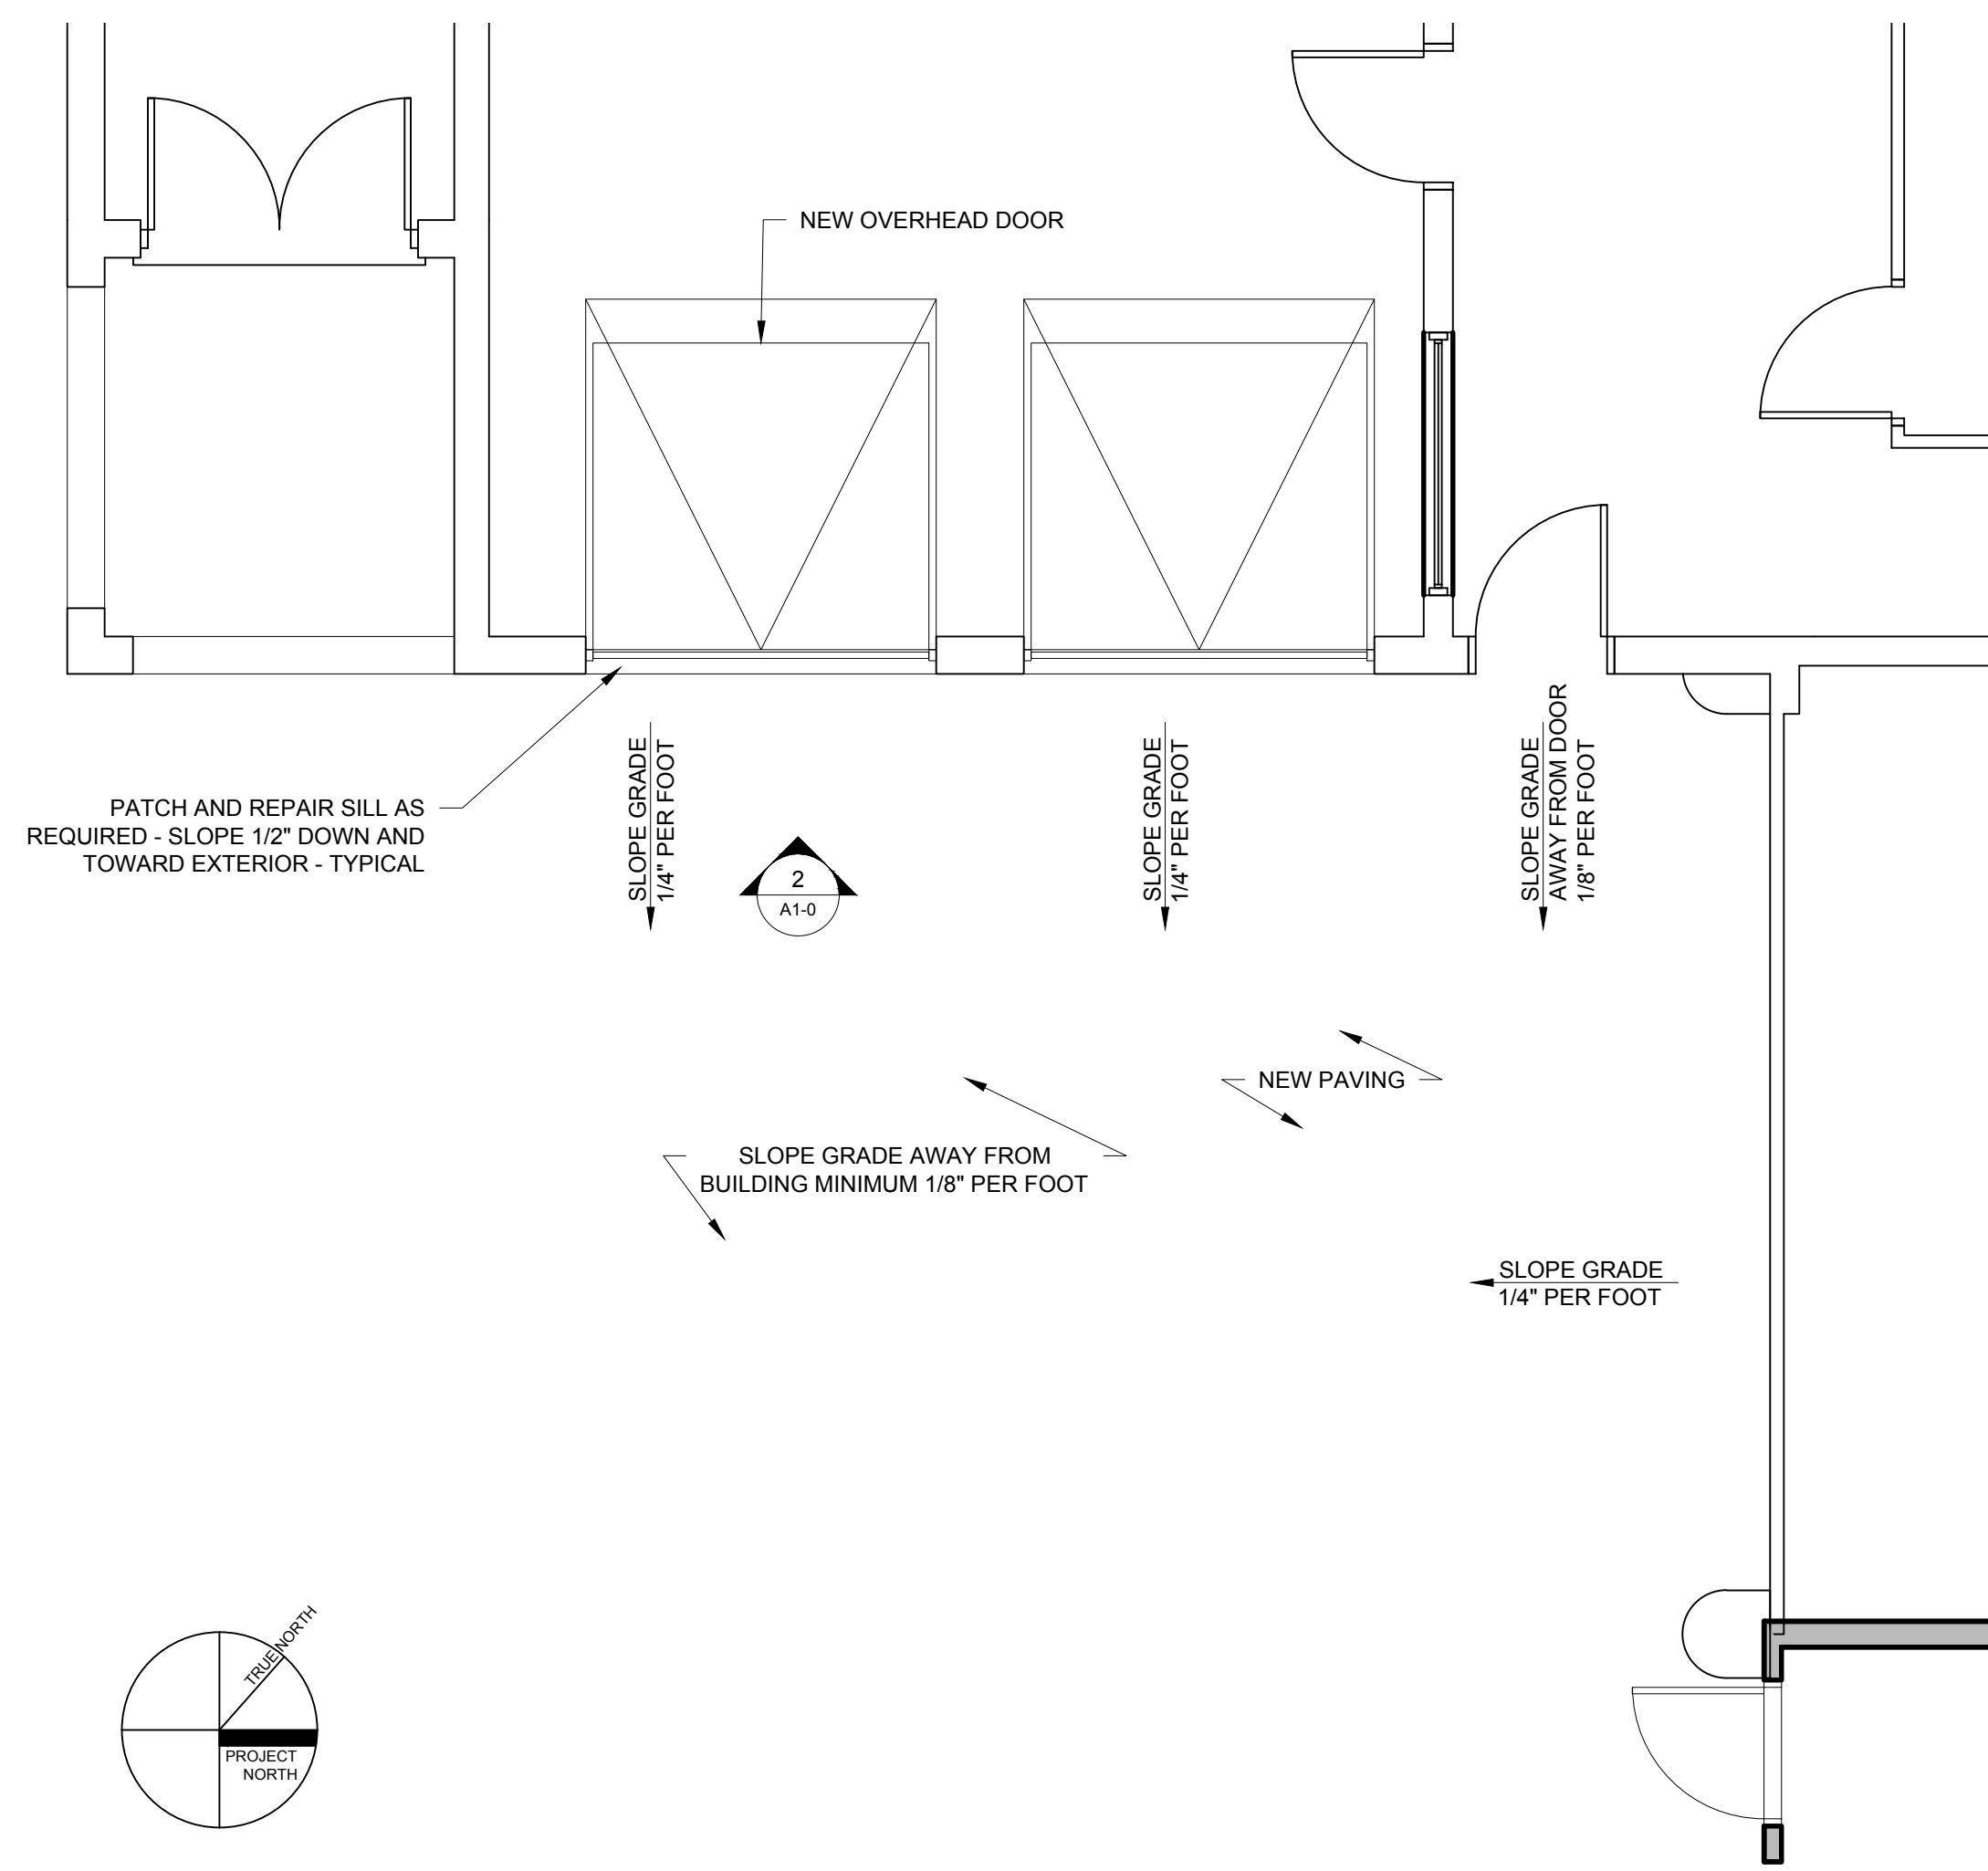 NEW OVERHEAD DOOR
PATCH AND REPAIR SILL AS
REQUIRED - SLOPE 1/2" DOWN AND
TOWARD EXTERIOR - TYPICAL
SLOPE GRADE
1/4" PER FOOT
2
A1-0
SLOPE GRADE
1/4" PER FOOT
SLOPE GRADE
AWAY FROM DOOR
1/8" PER FOOT
NEW PAVING
SLOPE GRADE AWAY FROM
BUILDING MINIMUM 1/8" PER FOOT
SLOPE GRADE
1/4" PER FOOT
TRUE NORTH
PROJECT
NORTH